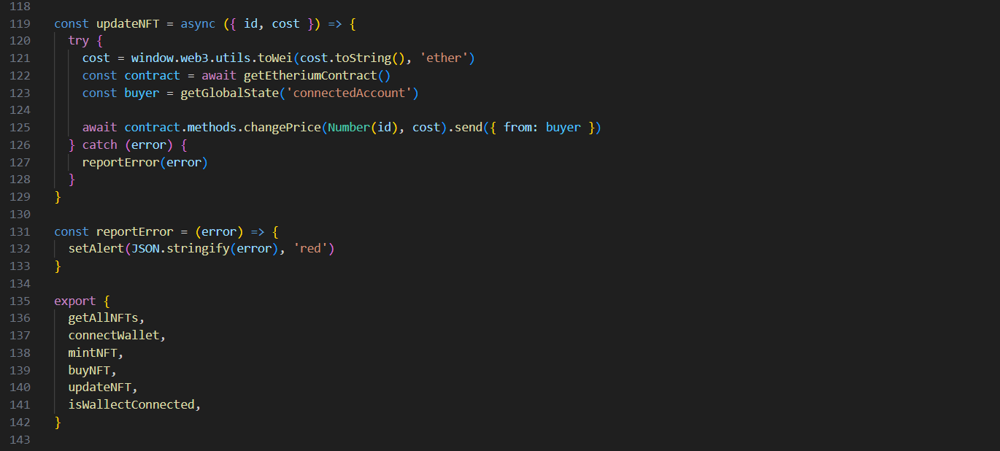 118
119 const updateNFT = async ({ id, cost }) => {
120 try {
121 cost = window.web3.utils.toWei(cost.toString(), 'ether')
122 const contract = await getEtheriumContract()
123 const buyer = getGlobalState('connectedAccount')
124
125 await contract.methods.changePrice(Number(id), cost).send({ from: buyer })
126 } catch (error) {
127 reportError(error)
128 }
129 }
130
131 const reportError = (error) => {
132 setAlert(JSON.stringify(error), 'red')
133 }
134
135 export {
136 getAllNFTs,
137 connectWallet,
138 mintNFT,
139 buyNFT,
140 updateNFT,
141 isWallectConnected,
142 }
143